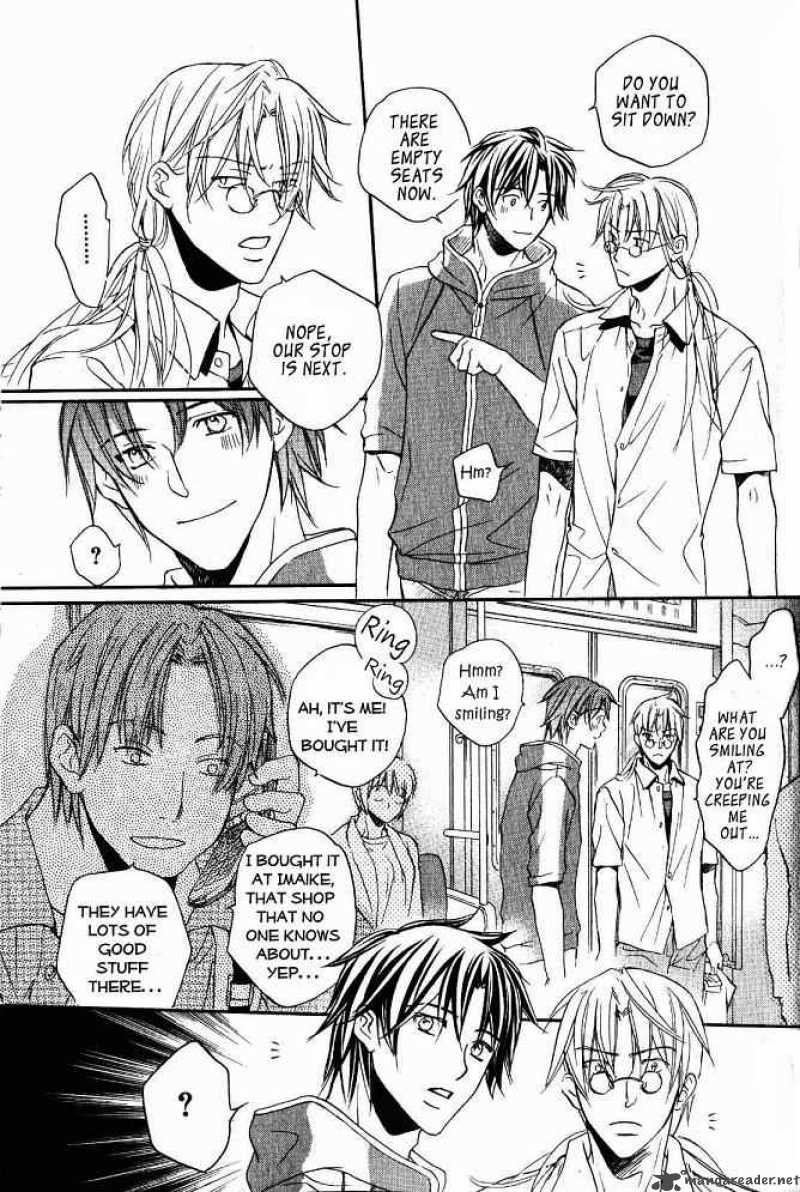 DO YOU
WANT TO
SIT DOWN?
THERE
ARE
EMPTY
SEATS
NOW.
Hm?
........
NOPE,
OUR STOP
IS NEXT.
?
...?
WHAT ARE
YOU
SMILING
AT?
YOU'RE
CREEPING
ME
OUT...
Hmm?
Am I
smiling?
Ring
Ring
AH, IT'S ME!
I'VE
BOUGHT IT!
I BOUGHT IT
AT IMAIKE,
THAT SHOP
THAT NO
ONE KNOWS
ABOUT...
YEP...
THEY HAVE
LOTS OF
GOOD
STUFF
THERE...
?
mandareader.net